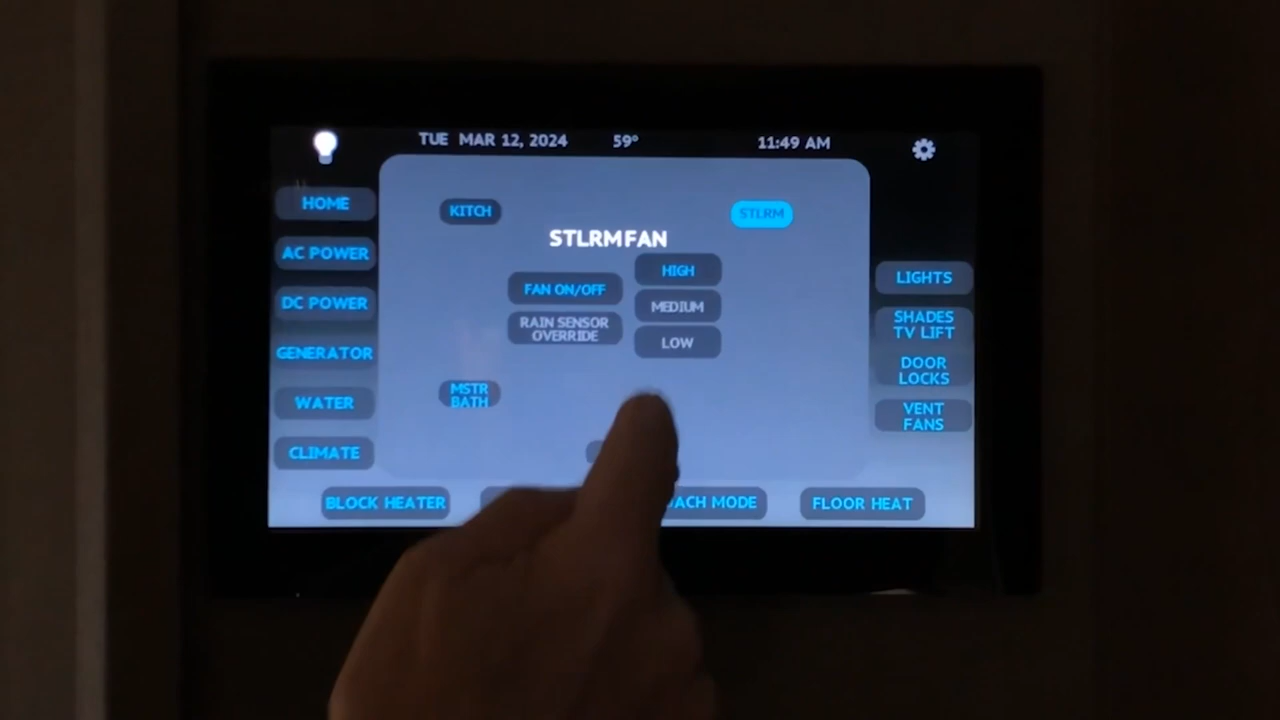 TUE MAR 12, 2024 59° 11:49 AM
HOME
AC POWER
DC POWER
GENERATOR
WATER
CLIMATE
KITCH
STLRM
STLRM FAN
FAN ON/OFF
RAIN SENSOR
OVERRIDE
HIGH
MEDIUM
LOW
MSTR
BATH
LIGHTS
SHADES
TV LIFT
DOOR
LOCKS
VENT
FANS
BLOCK HEATER
MODE
FLOOR HEAT